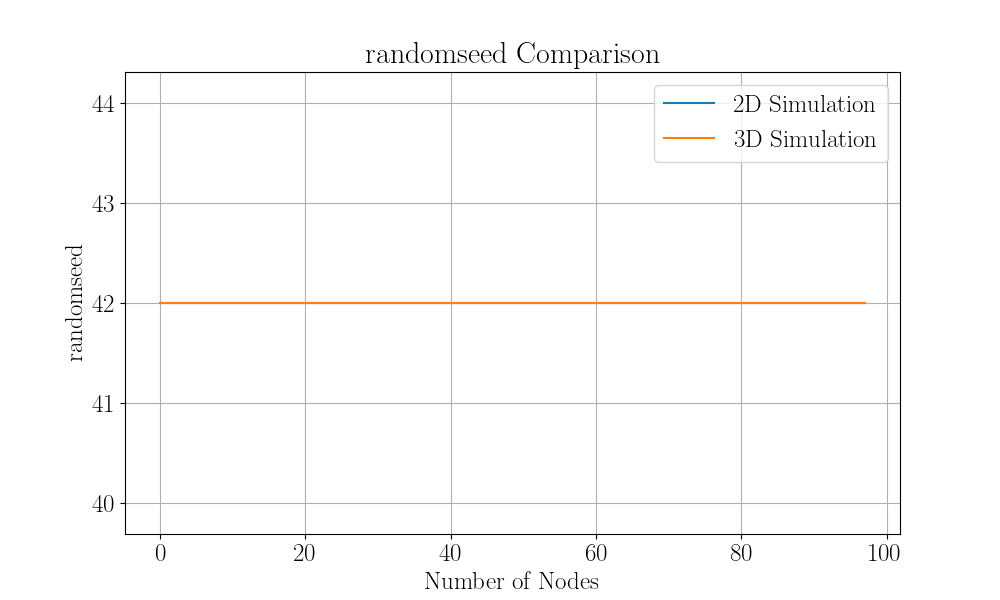 randomseed Comparison
2D Simulation
3D Simulation
randomseed
44
43
42
41
40
0 20 40 60 80 100
Number of Nodes